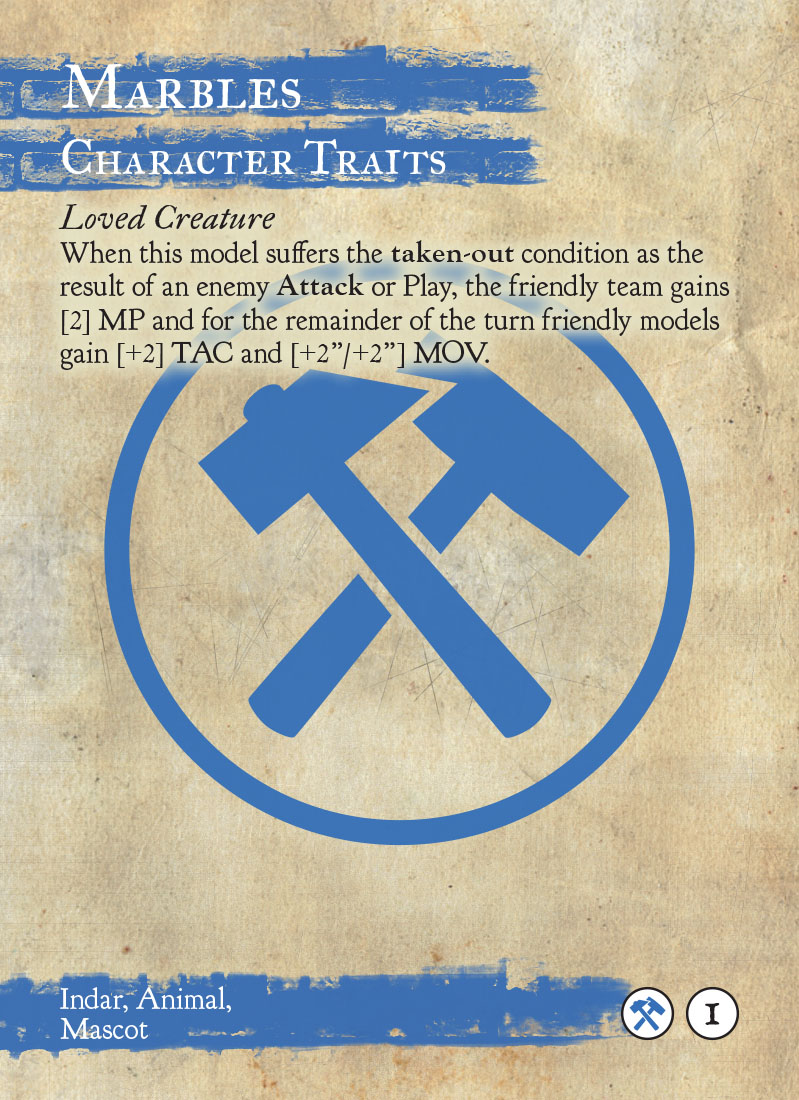 Marbles
Character Traits
Loved Creature
When this model suffers the taken-out condition as the
result of an enemy Attack or Play, the friendly team gains
[2] MP and for the remainder of the turn friendly models
gain [+2] TAC and [+2”/+2”] MOV.
Indar, Animal,
Mascot
1